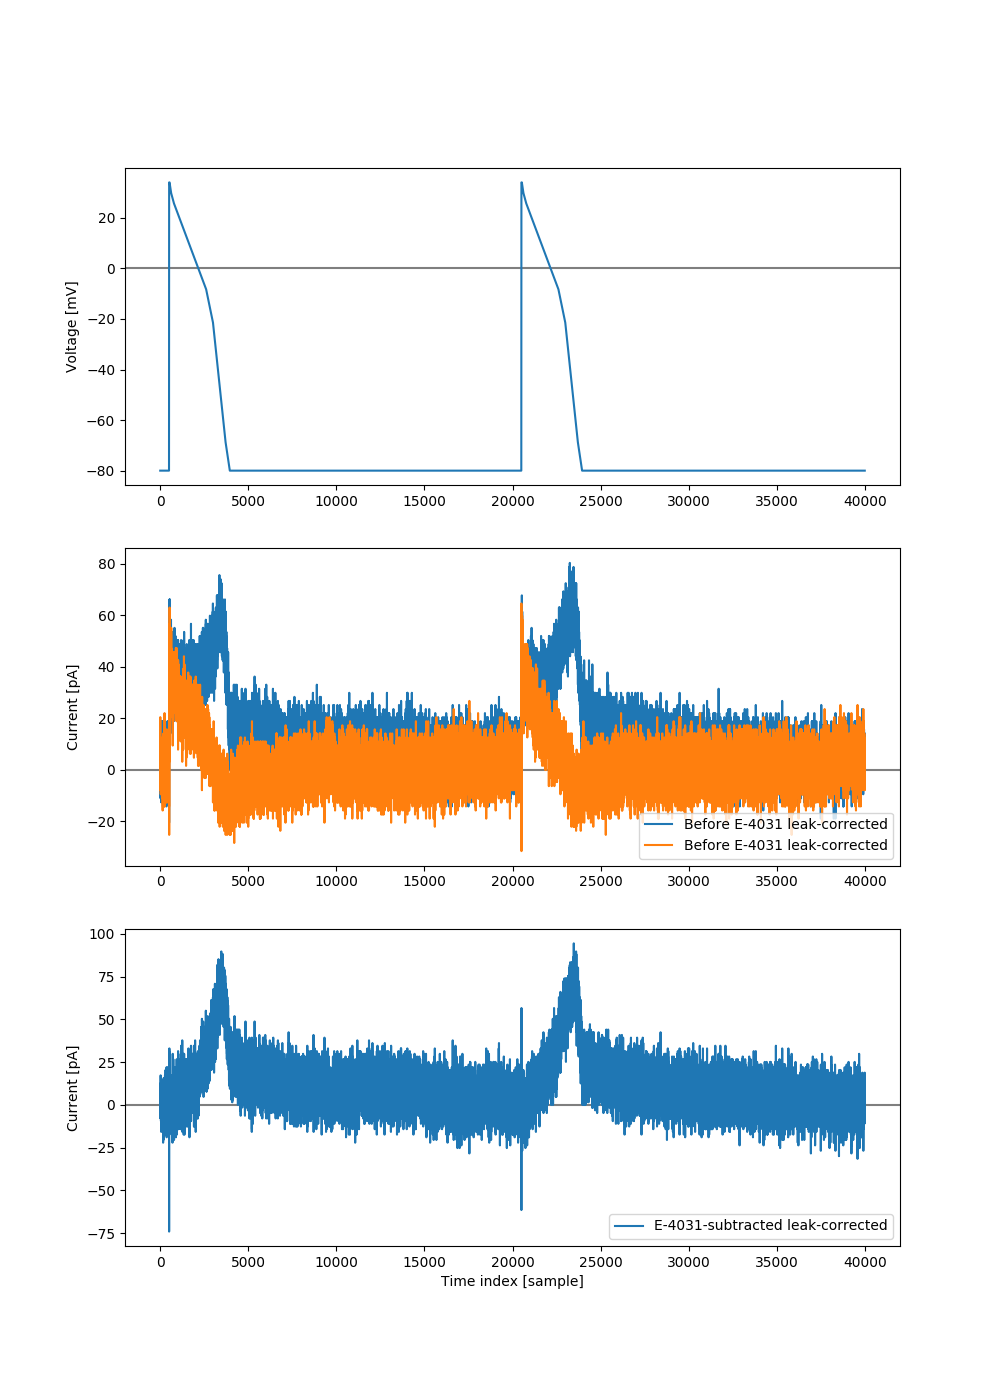 Voltage [mV]
20
0
−20
−40
−60
−80
0 5000 10000 15000 20000 25000 30000 35000 40000
Current [pA]
80
60
40
20
0
−20
Before E-4031 leak-corrected
Before E-4031 leak-corrected
0 5000 10000 15000 20000 25000 30000 35000 40000
Current [pA]
100
75
50
25
0
−25
−50
−75
E-4031-subtracted leak-corrected
0 5000 10000 15000 20000 25000 30000 35000 40000
Time index [sample]